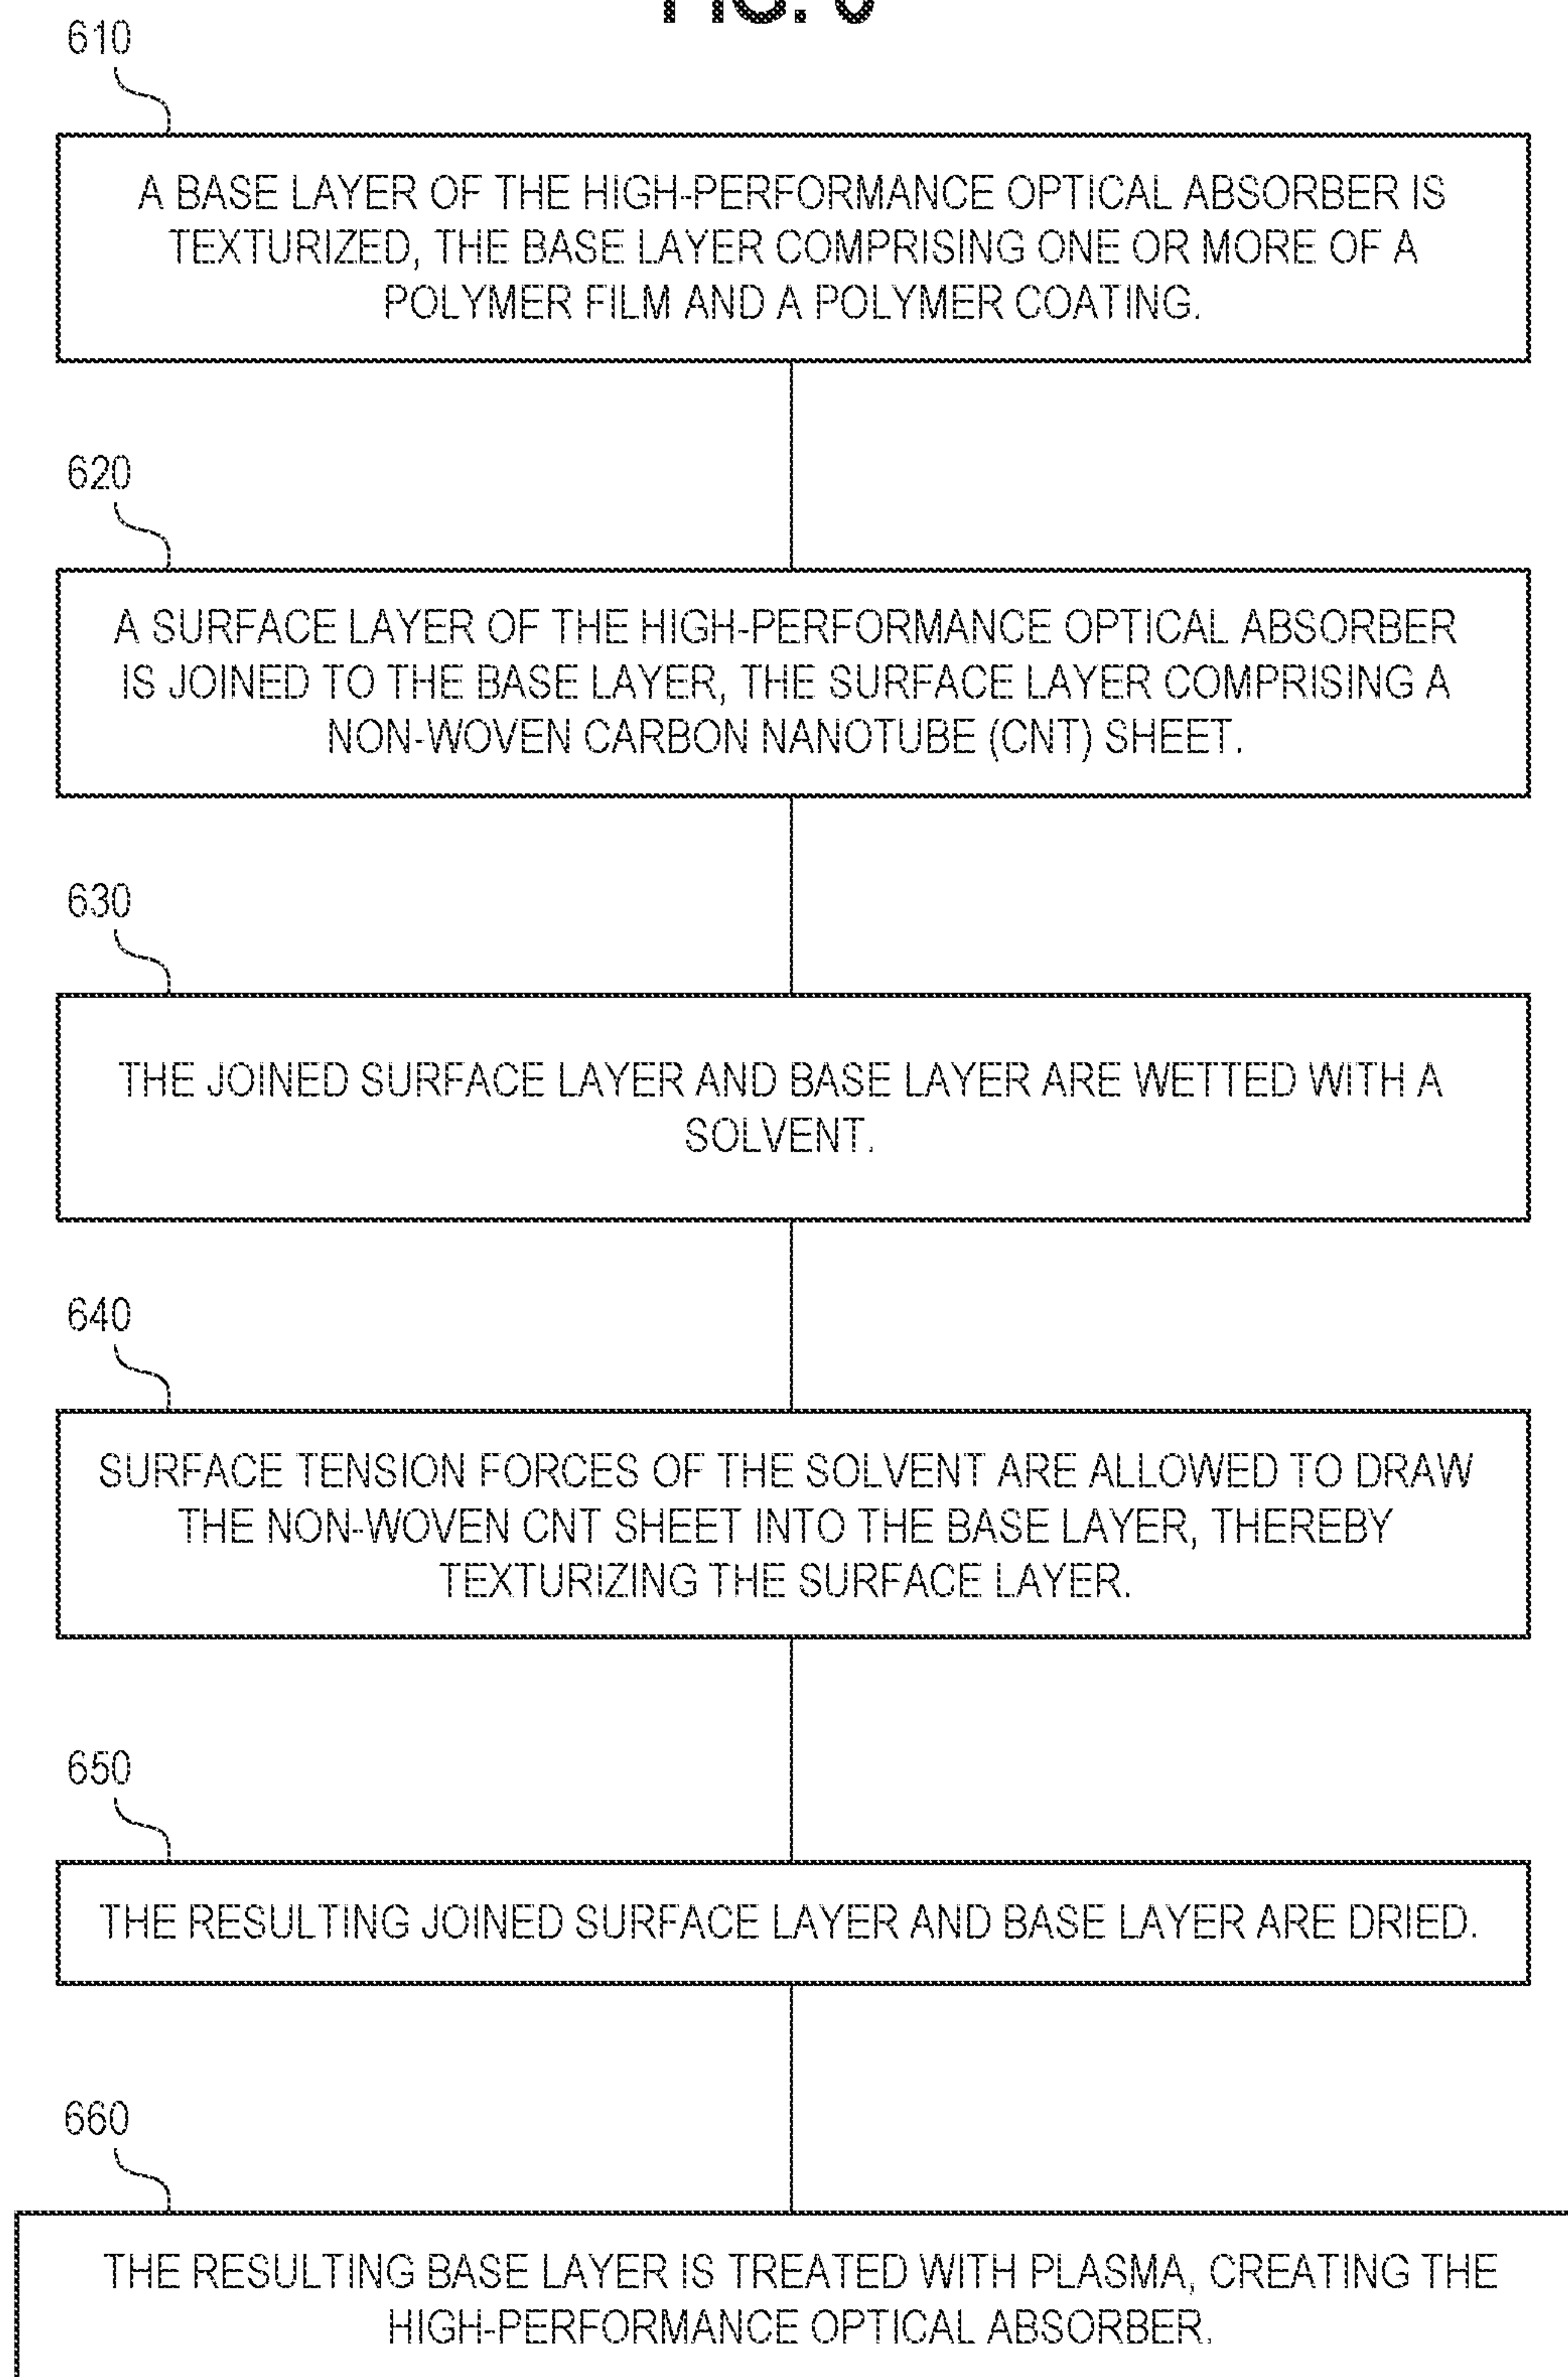 610
A BASE LAYER OF THE HIGH-PERFORMANCE OPTICAL ABSORBER IS
TEXTURIZED, THE BASE LAYER COMPRISING ONE OR MORE OF A
POLYMER FILM AND A POLYMER COATING.
620
A SURFACE LAYER OF THE HIGH-PERFORMANCE OPTICAL ABSORBER
IS JOINED TO THE BASE LAYER, THE SURFACE LAYER COMPRISING A
NON-WOVEN CARBON NANOTUBE (CNT) SHEET.
630
THE JOINED SURFACE LAYER AND BASE LAYER ARE WETTED WITH A
SOLVENT.
640
SURFACE TENSION FORCES OF THE SOLVENT ARE ALLOWED TO DRAW
THE NON-WOVEN CNT SHEET INTO THE BASE LAYER, THEREBY
TEXTURIZING THE SURFACE LAYER.
650
THE RESULTING JOINED SURFACE LAYER AND BASE LAYER ARE DRIED.
660
THE RESULTING BASE LAYER IS TREATED WITH PLASMA, CREATING THE
HIGH-PERFORMANCE OPTICAL ABSORBER.